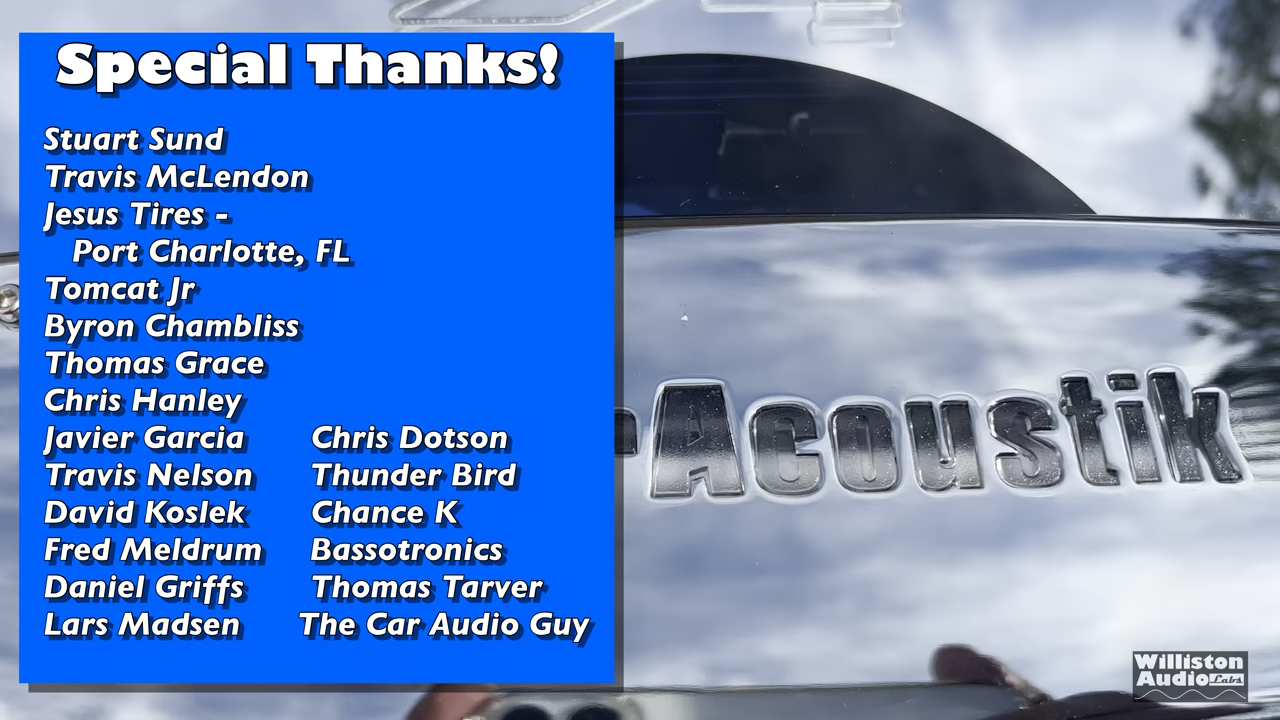 Special Thanks!
Stuart Sund
Travis McLendon
Jesus Tires -
Port Charlotte, FL
Tomcat Jr
Byron Chambliss
Thomas Grace
Chris Hanley
Javier Garcia
Travis Nelson
David Koslek
Fred Meldrum
Daniel Griffs
Lars Madsen
Chris Dotson
Thunder Bird
Chance K
Bassotronics
Thomas Tarver
The Car Audio Guy
-Acoustik
Williston
Audio Labs